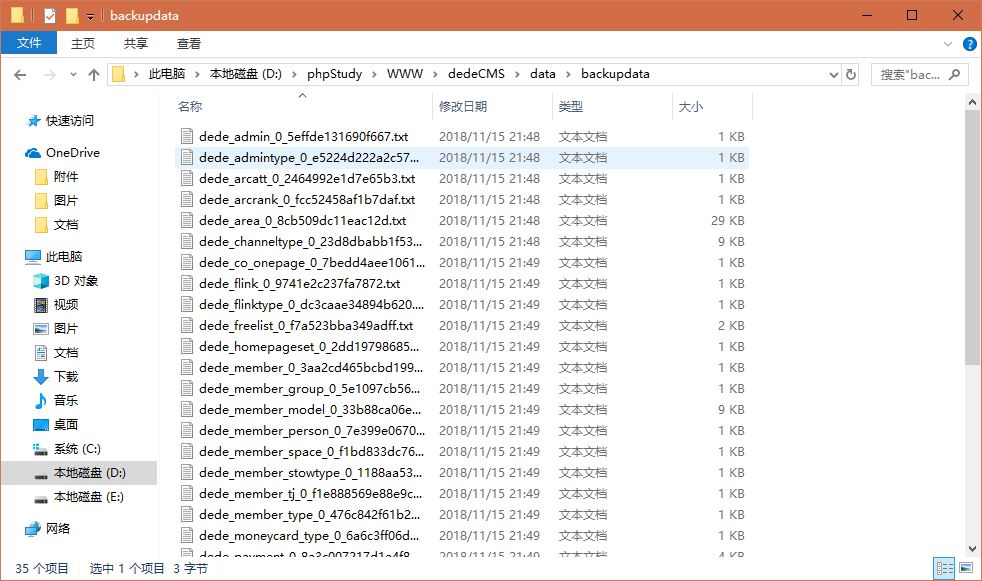 backupdata
文件 主页 共享 查看
此电脑 本地磁盘 (D:) phpStudy WWW dedeCMS data backupdata 搜索"bac...
快速访问
OneDrive
附件
图片
文档
此电脑
3D 对象
视频
图片
文档
下载
音乐
桌面
系统 (C:)
本地磁盘 (D:)
本地磁盘 (E:)
网络
名称 修改日期 类型 大小
dede_admin_0_5effde131690f667.txt 2018/11/15 21:48 文本文档 1 KB
dede_admintype_0_e5224d222a2c57... 2018/11/15 21:48 文本文档 1 KB
dede_arcatt_0_2464992e1d7e65b3.txt 2018/11/15 21:48 文本文档 1 KB
dede_arcrank_0_fcc52458af1b7daf.txt 2018/11/15 21:48 文本文档 1 KB
dede_area_0_8cb509dc11eac12d.txt 2018/11/15 21:48 文本文档 29 KB
dede_channeltype_0_23d8dbabb1f53... 2018/11/15 21:48 文本文档 9 KB
dede_co_onepage_0_7bedd4aee1061... 2018/11/15 21:48 文本文档 1 KB
dede_flink_0_9741e2c237fa7872.txt 2018/11/15 21:49 文本文档 1 KB
dede_flinktype_0_dc3caae34894b620.... 2018/11/15 21:49 文本文档 1 KB
dede_freelist_0_f7a523bba349adff.txt 2018/11/15 21:49 文本文档 2 KB
dede_homepageset_0_2dd19798685... 2018/11/15 21:49 文本文档 1 KB
dede_member_0_3aa2cd465bcbd199... 2018/11/15 21:49 文本文档 1 KB
dede_member_group_0_5e1097cb56... 2018/11/15 21:49 文本文档 1 KB
dede_member_model_0_33b88ca06e... 2018/11/15 21:49 文本文档 9 KB
dede_member_person_0_7e399e0670... 2018/11/15 21:49 文本文档 1 KB
dede_member_space_0_f1bd833dc76... 2018/11/15 21:49 文本文档 1 KB
dede_member_stowtype_0_1188aa53... 2018/11/15 21:49 文本文档 1 KB
dede_member_tj_0_f1e888569e88e9c... 2018/11/15 21:49 文本文档 1 KB
dede_member_type_0_476c842f61b2... 2018/11/15 21:49 文本文档 1 KB
dede_moneycard_type_0_6a6c3ff06d... 2018/11/15 21:49 文本文档 1 KB
dede_payment_0_8a3c007217d1a4f8... 2018/11/15 21:49 文本文档 4 KB
35 个项目 选中 1 个项目 3 字节